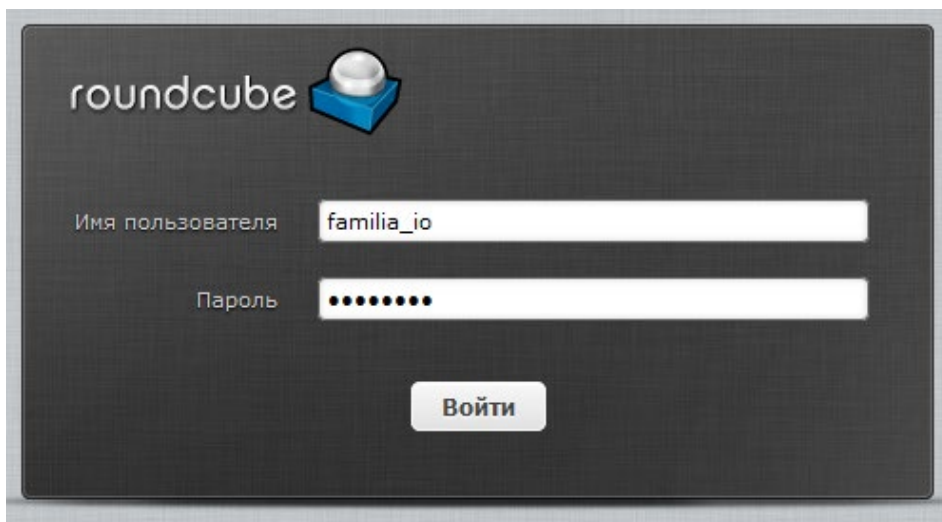 roundcube
Имя пользователя
familia_io
Пароль
••••••••
Войти